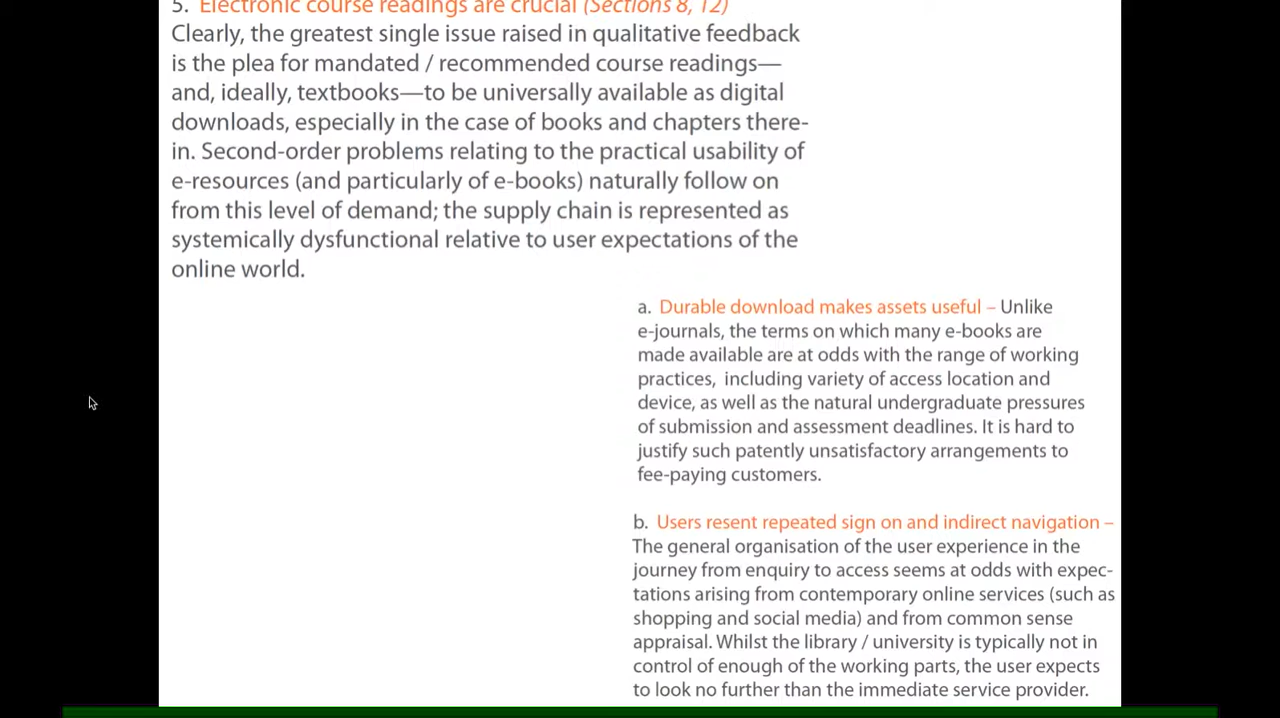 5. Electronic course readings are crucial (Sections 8, 12)
Clearly, the greatest single issue raised in qualitative feedback
is the plea for mandated / recommended course readings—
and, ideally, textbooks—to be universally available as digital
downloads, especially in the case of books and chapters there-
in. Second-order problems relating to the practical usability of
e-resources (and particularly of e-books) naturally follow on
from this level of demand; the supply chain is represented as
systemically dysfunctional relative to user expectations of the
online world.
a. Durable download makes assets useful – Unlike
e-journals, the terms on which many e-books are
made available are at odds with the range of working
practices, including variety of access location and
device, as well as the natural undergraduate pressures
of submission and assessment deadlines. It is hard to
justify such patently unsatisfactory arrangements to
fee-paying customers.
b. Users resent repeated sign on and indirect navigation –
The general organisation of the user experience in the
journey from enquiry to access seems at odds with expec-
tations arising from contemporary online services (such as
shopping and social media) and from common sense
appraisal. Whilst the library / university is typically not in
control of enough of the working parts, the user expects
to look no further than the immediate service provider.